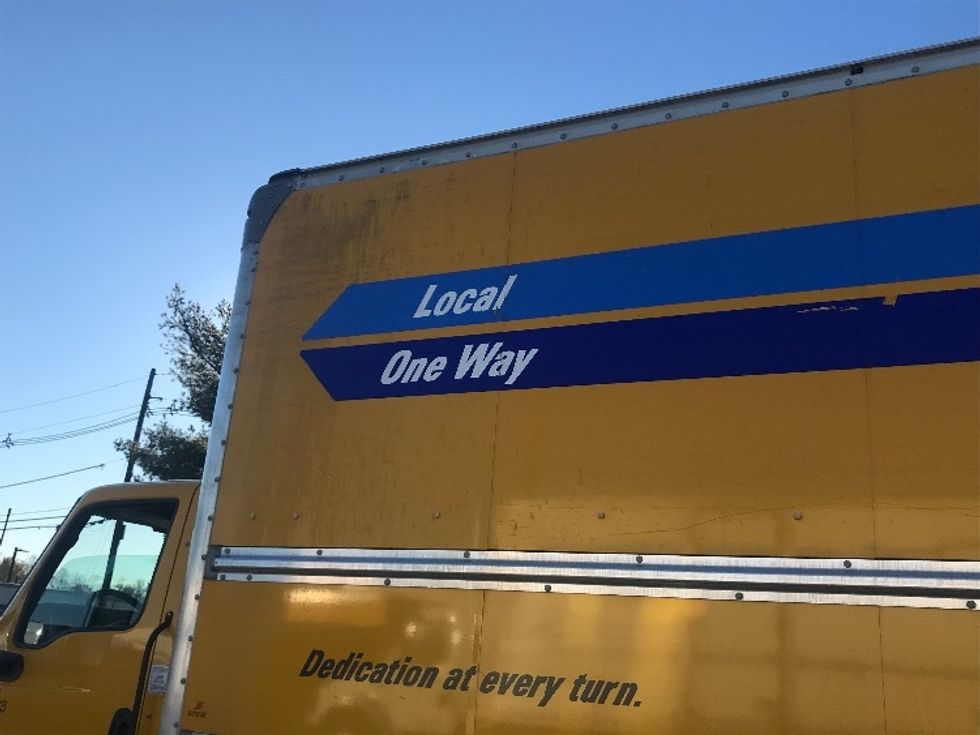 Local
One Way
Dedication at every turn.